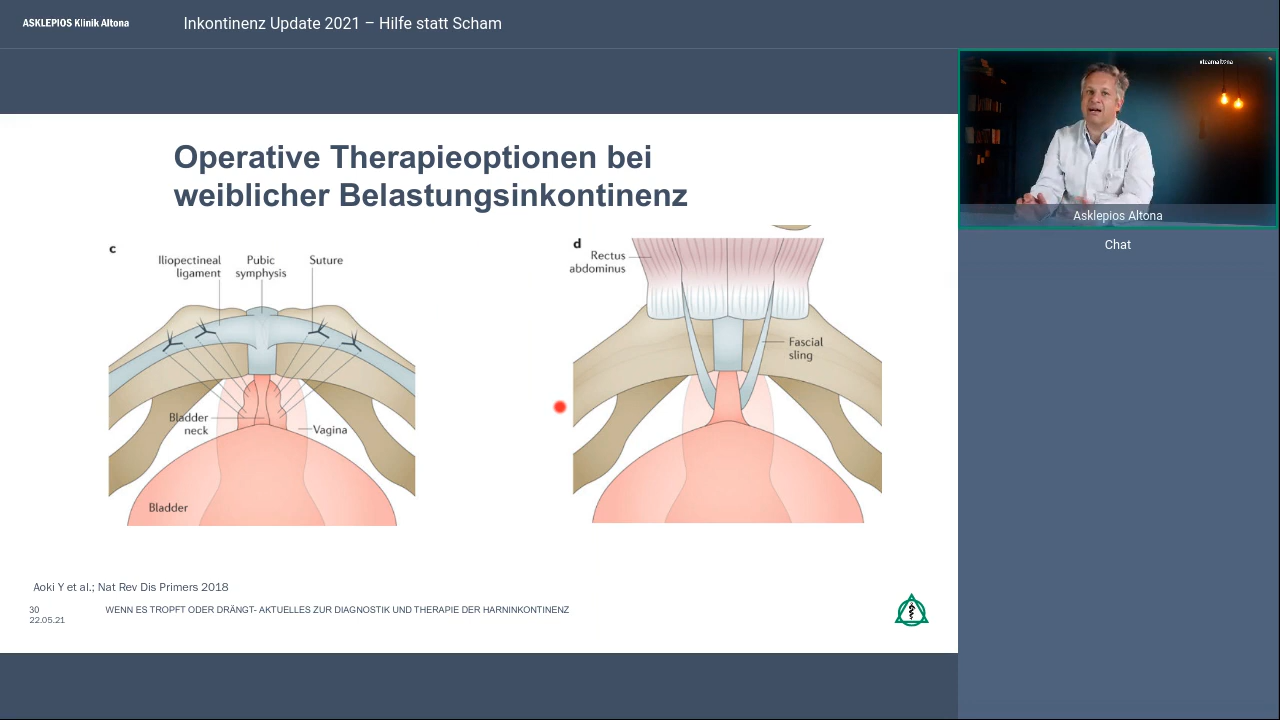 ASKLEPIOS Klinik Altona
Inkontinenz Update 2021 – Hilfe statt Scham
#teamaltona
Asklepios Altona
Chat
Operative Therapieoptionen bei
weiblicher Belastungsinkontinenz
c
Iliopectineal
ligament
Pubic
symphysis
Suture
Bladder
neck
Vagina
Bladder
d
Rectus
abdominus
Fascial
sling
Aoki Y et al.; Nat Rev Dis Primers 2018
30
22.05.21
WENN ES TROPFT ODER DRÄNGT- AKTUELLES ZUR DIAGNOSTIK UND THERAPIE DER HARNINKONTINENZ